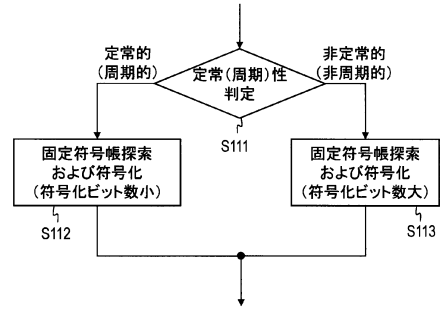 定常的
(周期的)
定常(周期)性
判定
非定常的
(非周期的)
S111
固定符号帳探索
および符号化
(符号化ビット数小)
S112
固定符号帳探索
および符号化
(符号化ビット数大)
S113